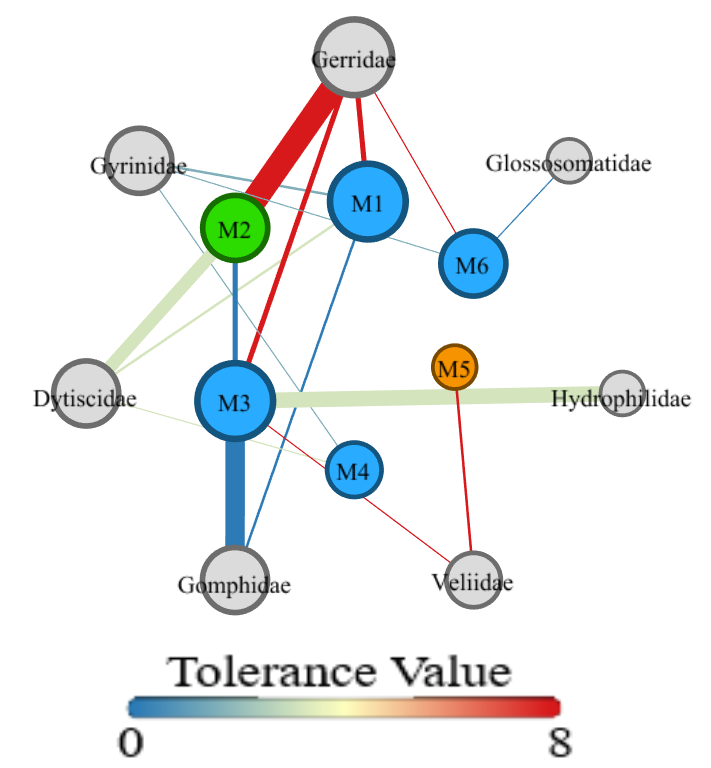 Gerridae
Gyrinidae
Glossosomatidae
M1
M2
M6
M5
Dytiscidae
M3
Hydrophilidae
M4
Gomphidae
Veliidae
Tolerance Value
0
8